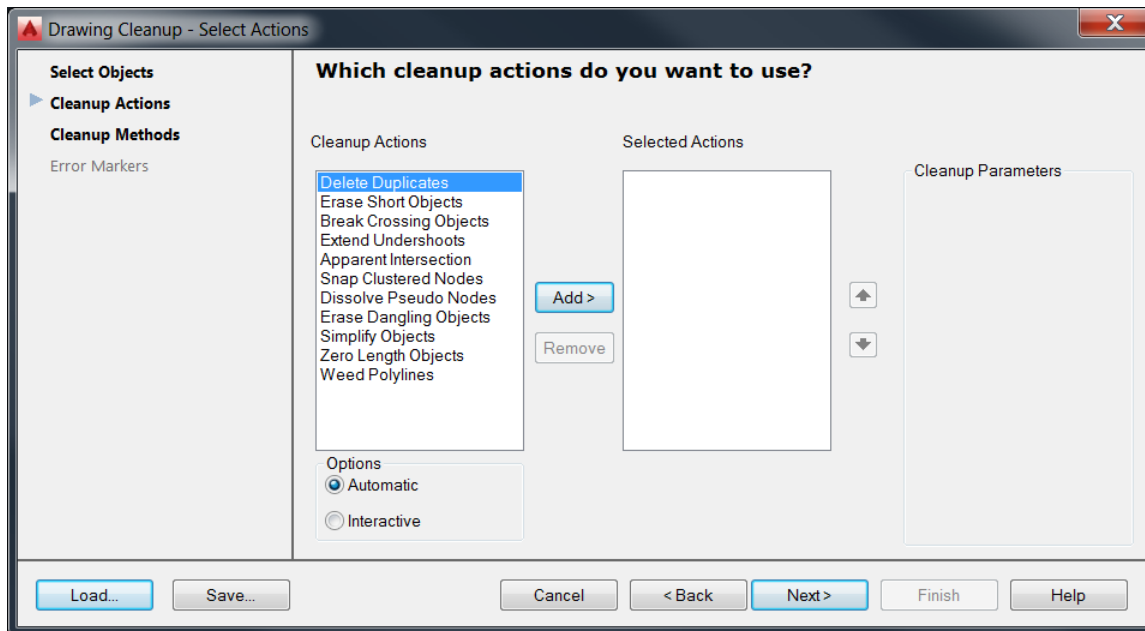 Drawing Cleanup - Select Actions
Select Objects
Cleanup Actions
Cleanup Methods
Error Markers
Which cleanup actions do you want to use?
Cleanup Actions
Delete Duplicates
Erase Short Objects
Break Crossing Objects
Extend Undershoots
Apparent Intersection
Snap Clustered Nodes
Dissolve Pseudo Nodes
Erase Dangling Objects
Simplify Objects
Zero Length Objects
Weed Polylines
Options
Automatic
Interactive
Add >
Remove
Selected Actions
Cleanup Parameters
Load...
Save...
Cancel
< Back
Next >
Finish
Help